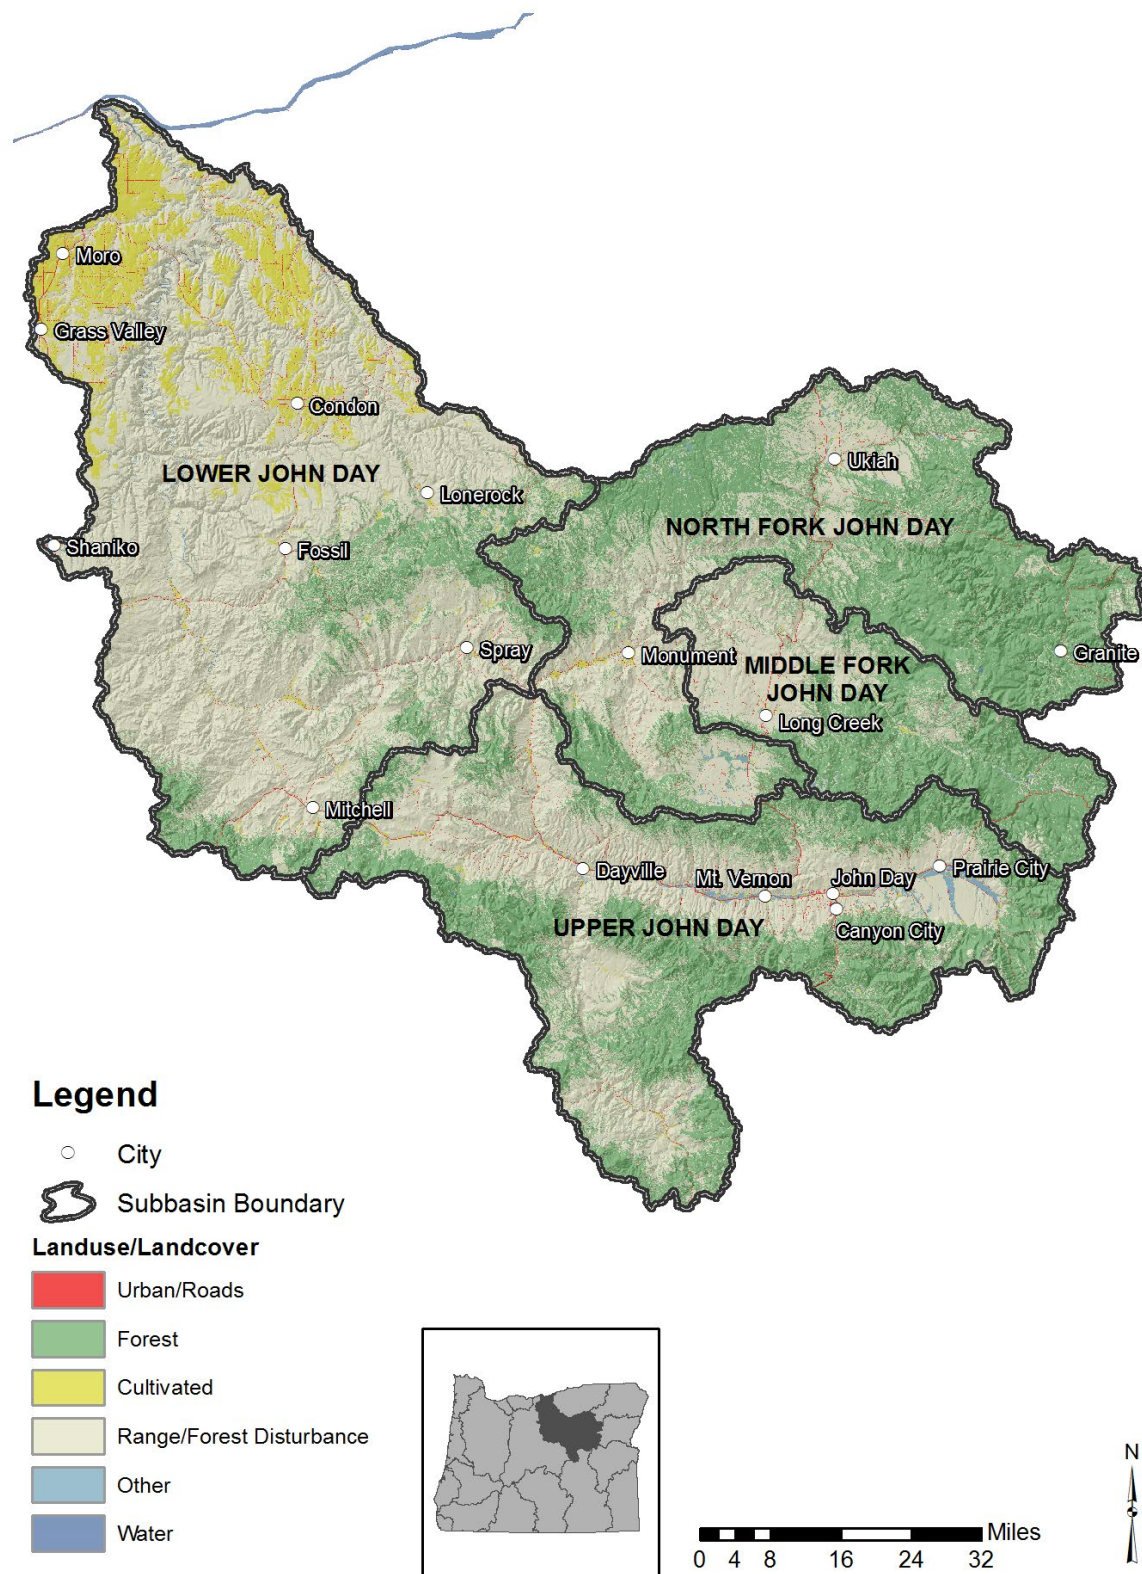 Moro
Grass Valley
Condon
LOWER JOHN DAY
Lonerock
Ukiah
NORTH FORK JOHN DAY
Shaniko
Fossil
Spray
Monument
Granite
MIDDLE FORK
JOHN DAY
Long Creek
Mitchell
Dayville
Mt. Vernon
John Day
Prairie City
UPPER JOHN DAY
Canyon City
Legend
City
Subbasin Boundary
Landuse/Landcover
Urban/Roads
Forest
Cultivated
Range/Forest Disturbance
Other
Water
N
Miles
0 4 8 16 24 32